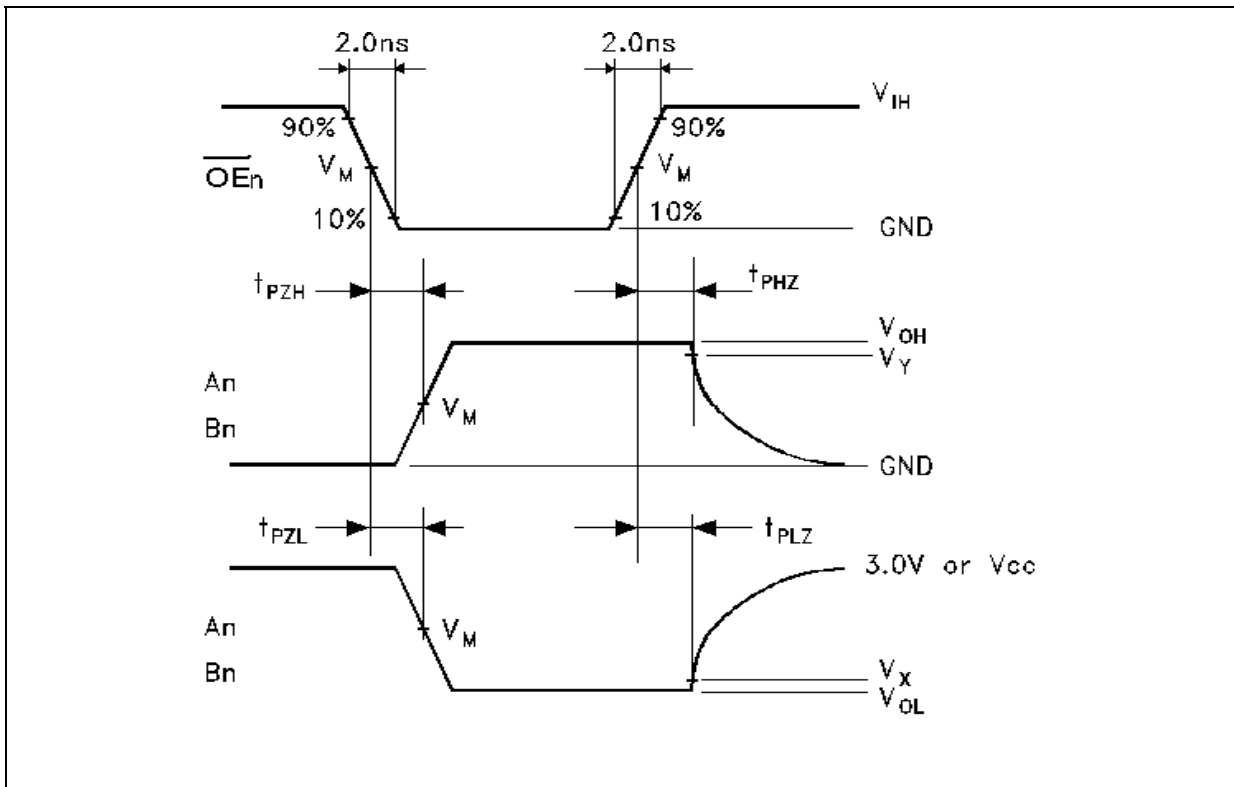 2.0ns 2.0ns
V_IH
90% 90%
OEn V_M V_M
10% 10%
GND
t_PZH t_PHZ
V_OH
V_Y
An
V_M
Bn
GND
t_PZL t_PLZ
3.0V or Vcc
An
V_M
Bn
V_X
V_OL